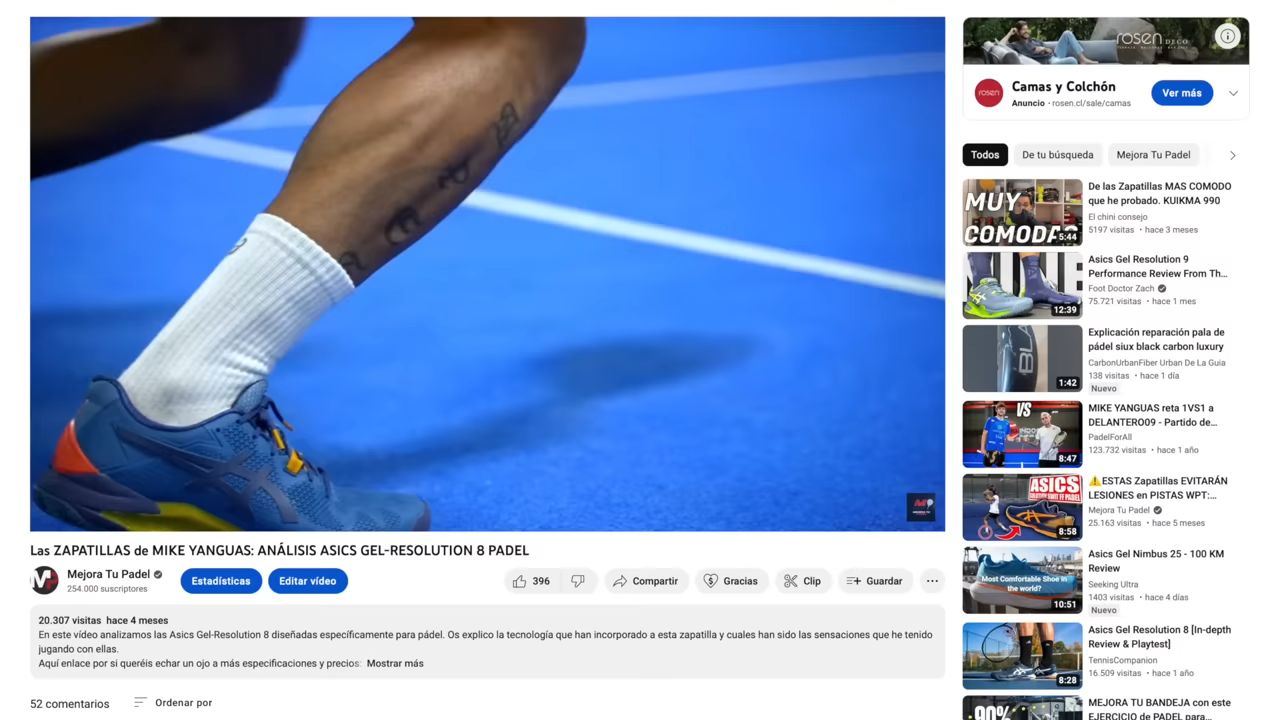 Las ZAPATILLAS de MIKE YANGUAS: ANÁLISIS ASICS GEL-RESOLUTION 8 PADEL
Mejora Tu Padel
254.000 suscriptores
Estadísticas
Editar vídeo
396
Compartir
Gracias
Clip
Guardar
20.307 visitas hace 4 meses
En este vídeo analizamos las Asics Gel-Resolution 8 diseñadas específicamente para pádel. Os explico la tecnología que han incorporado a esta zapatilla y cuales han sido las sensaciones que he tenido
jugando con ellas.
Aquí enlace por si queréis echar un ojo a más especificaciones y precios: Mostrar más
52 comentarios
Ordenar por
rosen DECO
rosen
Camas y Colchón
Anuncio · rosen.cl/sale/camas
Ver más
Todos
De tu búsqueda
Mejora Tu Padel
MUY
COMODAS
5:44
De las Zapatillas MAS COMODO
que he probado. KUIKMA 990
El chini consejo
5197 visitas · hace 3 meses
12:39
Asics Gel Resolution 9
Performance Review From Th...
Foot Doctor Zach
75.721 visitas · hace 1 mes
1:42
Explicación reparación pala de
pádel siux black carbon luxury
CarbonUrbanFiber Urban De La Guia
138 visitas · hace 1 día
Nuevo
VS
8:47
MIKE YANGUAS reta 1VS1 a
DELANTERO09 - Partido de...
PadelForAll
123.732 visitas · hace 1 año
ASICS
8:58
⚠️ESTAS Zapatillas EVITARÁN
LESIONES en PISTAS WPT:...
Mejora Tu Padel
25.163 visitas · hace 5 meses
Most Comfortable Shoe in
the world?
10:51
Asics Gel Nimbus 25 - 100 KM
Review
Seeking Ultra
1403 visitas · hace 4 días
Nuevo
8:28
Asics Gel Resolution 8 [In-depth
Review & Playtest]
TennisCompanion
16.509 visitas · hace 1 año
90%
MEJORA TU BANDEJA con este
EJERCICIO de PADEL para...